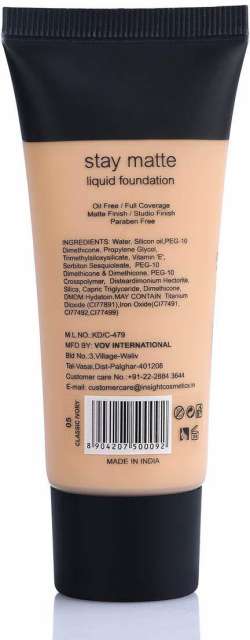 stay matte
liquid foundation
Oil Free / Full Coverage
Matte Finish / Studio Finish
Paraben Free
INGREDIENTS: Water, Silicon oil,PEG-10
Dimethicone, Propylene Glycol,
Trimethylsiloxysilicate, Vitamin 'E',
Sorbiton Sesquioleate, PEG-10
Dimethicone & Dimethicone, PEG-10
Crosspolymer, Disteardimonium Hectorite,
Silica, Capric Triglyceride, Dimethicone,
DMDM,Hydatoin,MAY CONTAIN Titanium
Dioxide (CI77891),Iron Oxide(CI77491,
CI77492,CI77499)
M.L NO.:KD/C-479
MFD. BY: VOV INTERNATIONAL
Bld No.3,Village-Waliv
Tel-Vasai,Dist-Palghar-401208
Customer care No.: +91-22-2884 3644
E.mail : customercare@insightcosmetics.in
05
CLASSIC IVORY
8 904207 500092
MADE IN INDIA